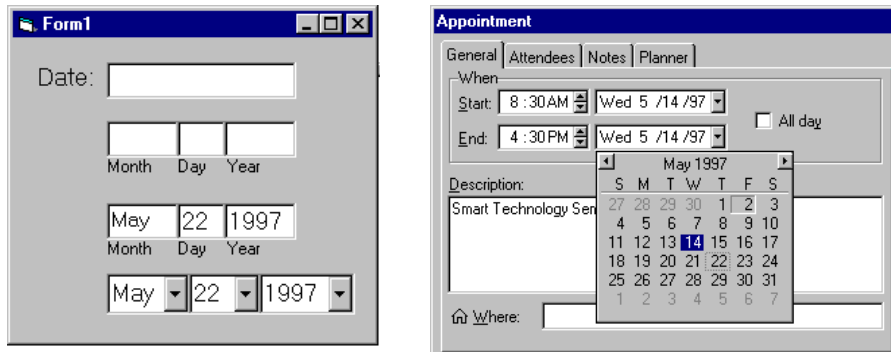 Form1
Date:
Month Day Year
May 22 1997
Month Day Year
May 22 1997
Appointment
General Attendees Notes Planner
When
Start: 8 :30AM Wed 5 /14 /97
All day
End: 4 :30PM Wed 5 /14 /97
May 1997
S M T W T F S
27 28 29 30 1 2 3
4 5 6 7 8 9 10
11 12 13 14 15 16 17
18 19 20 21 22 23 24
25 26 27 28 29 30 31
1 2 3 4 5 6 7
Description:
Smart Technology Sen
Where: